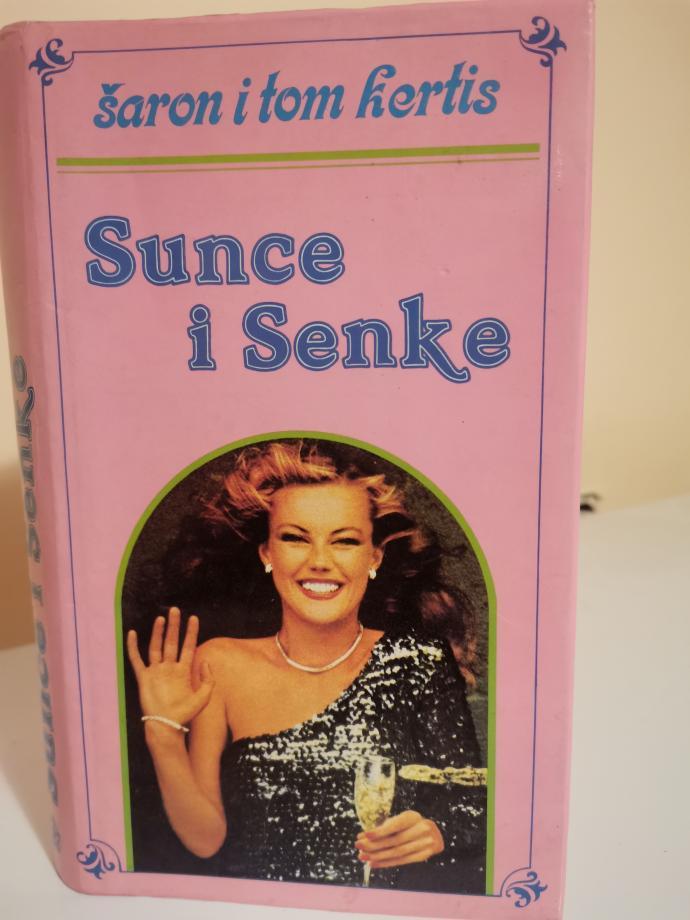 šaron i tom kertis
Sunce
i Senke
Sunce i Senke